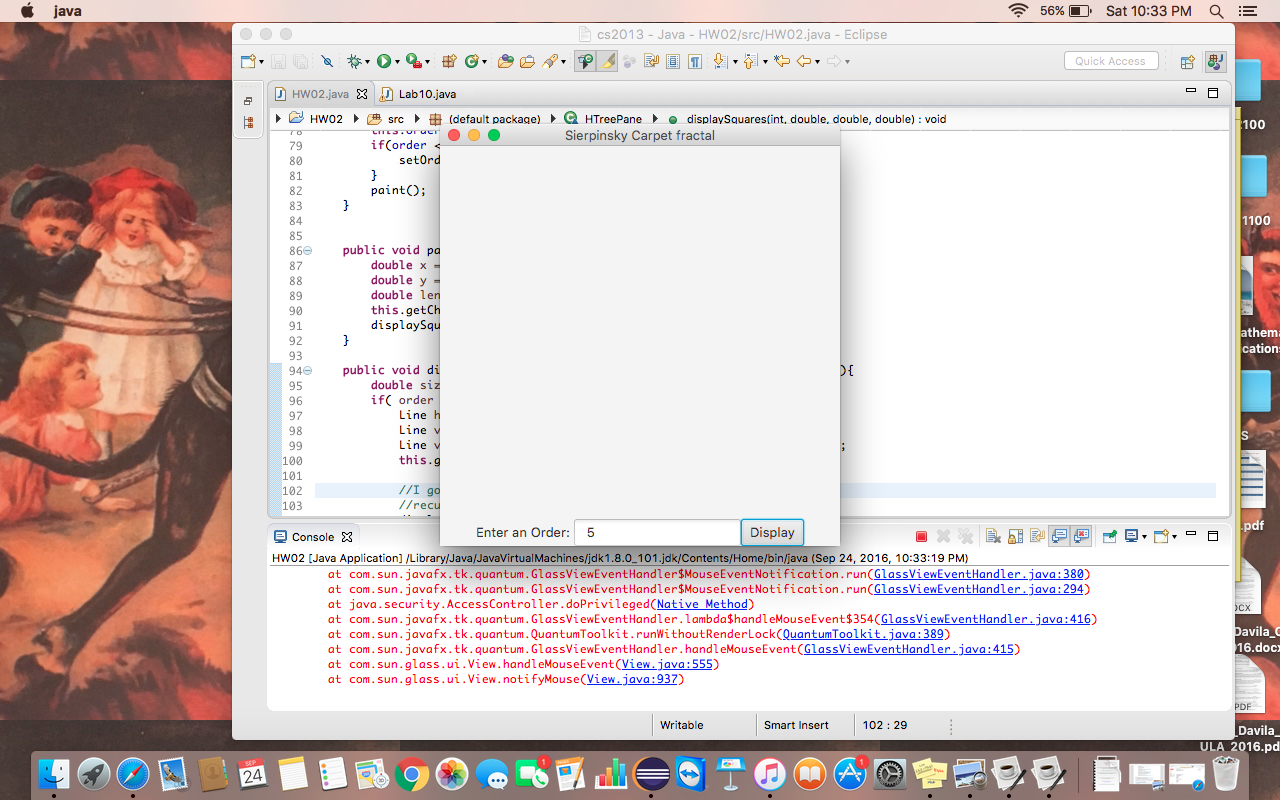 java 56% Sat 10:33 PM
cs2013 - Java - HW02/src/HW02.java - Eclipse
Quick Access
HW02.java Lab10.java
HW02 src (default package) HTreePane displaySquares(int, double, double, double) : void
Sierpinsky Carpet fractal
79 if(order <
80 setOrd
81 }
82 paint();
83 }
84
85
86 public void pa
87 double x =
88 double y =
89 double len
90 this.getCh
91 displaySqu
92 }
93
94 public void di ){
95 double siz
96 if( order
97 Line h
98 Line v
99 Line v ;
100 this.g
101
102 //I go
103 //recu
Enter an Order: 5 Display
Console
HW02 [Java Application] /Library/Java/JavaVirtualMachines/jdk1.8.0_101.jdk/Contents/Home/bin/java (Sep 24, 2016, 10:33:19 PM)
at com.sun.javafx.tk.quantum.GlassViewEventHandler$MouseEventNotification.run(GlassViewEventHandler.java:380)
at com.sun.javafx.tk.quantum.GlassViewEventHandler$MouseEventNotification.run(GlassViewEventHandler.java:294)
at java.security.AccessController.doPrivileged(Native Method)
at com.sun.javafx.tk.quantum.GlassViewEventHandler.lambda$handleMouseEvent$354(GlassViewEventHandler.java:416)
at com.sun.javafx.tk.quantum.QuantumToolkit.runWithoutRenderLock(QuantumToolkit.java:389)
at com.sun.javafx.tk.quantum.GlassViewEventHandler.handleMouseEvent(GlassViewEventHandler.java:415)
at com.sun.glass.ui.View.handleMouseEvent(View.java:555)
at com.sun.glass.ui.View.notifyMouse(View.java:937)
Writable Smart Insert 102 : 29
2100
1100
athema
cations
S
.pdf
OCX
Davila_C
016.docx
PDF
_Davila_
ULA_2016.pd
SEP
24
1
1